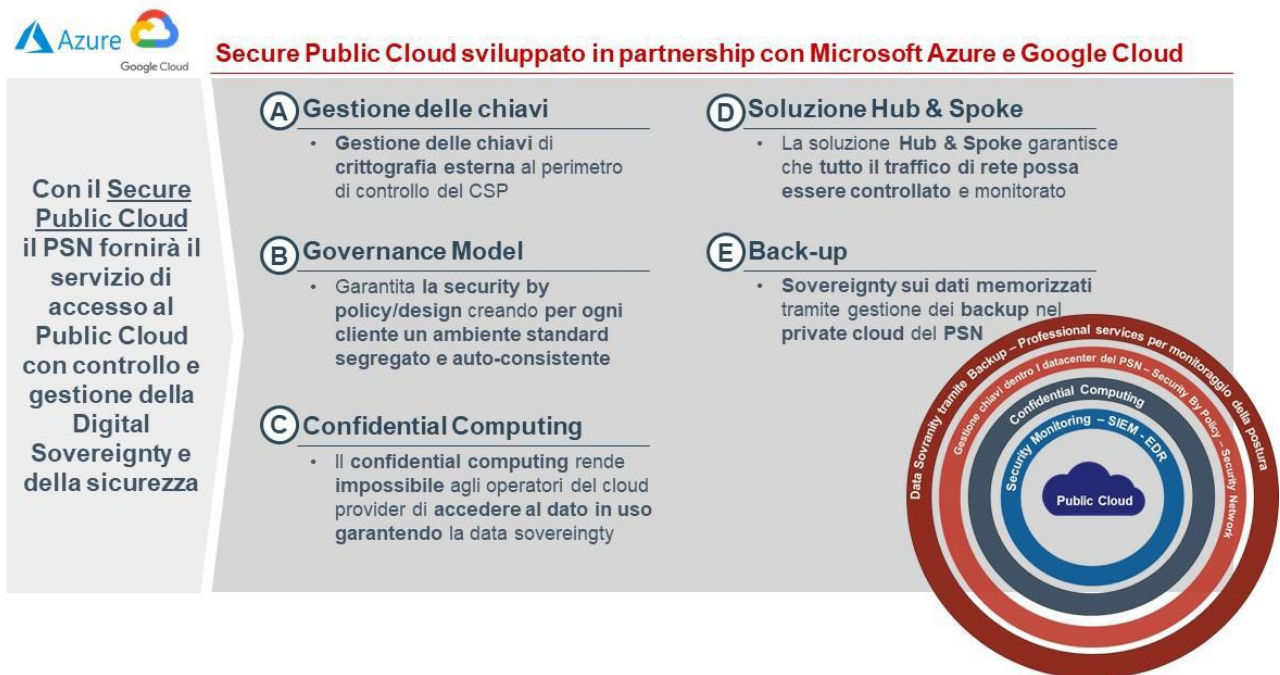 Azure
Google Cloud
Secure Public Cloud sviluppato in partnership con Microsoft Azure e Google Cloud
Con il Secure
Public Cloud
il PSN fornirà il
servizio di
accesso al
Public Cloud
con controllo e
gestione della
Digital
Sovereignty e
della sicurezza
A Gestione delle chiavi
• Gestione delle chiavi di
crittografia esterna al perimetro
di controllo del CSP
B Governance Model
• Garantita la security by
policy/design creando per ogni
cliente un ambiente standard
segregato e auto-consistente
C Confidential Computing
• Il confidential computing rende
impossibile agli operatori del cloud
provider di accedere al dato in uso
garantendo la data sovereingty
D Soluzione Hub & Spoke
• La soluzione Hub & Spoke garantisce
che tutto il traffico di rete possa
essere controllato e monitorato
E Back-up
• Sovereignty sui dati memorizzati
tramite gestione dei backup nel
private cloud del PSN
Data Sovranity tramite Backup – Professional services per monitoraggio della postura
Gestione chiavi dentro I datacenter del PSN – Security By Policy – Security Network
Confidential Computing
Security Monitoring – SIEM - EDR
Public Cloud